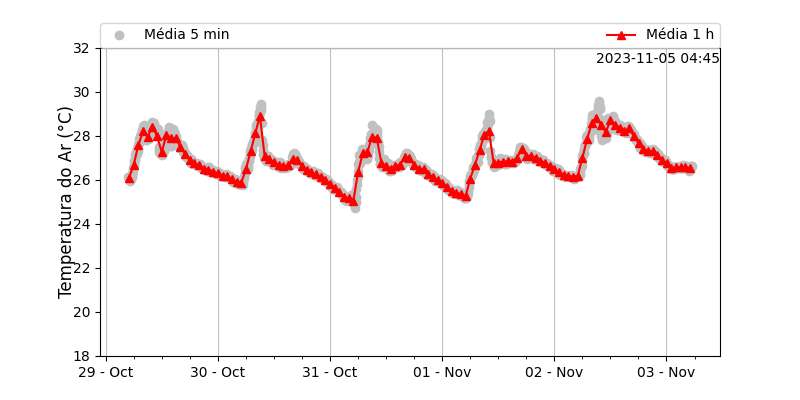 Média 5 min
Média 1 h
2023-11-05 04:45
Temperatura do Ar (°C)
32
30
28
26
24
22
20
18
29 - Oct
30 - Oct
31 - Oct
01 - Nov
02 - Nov
03 - Nov